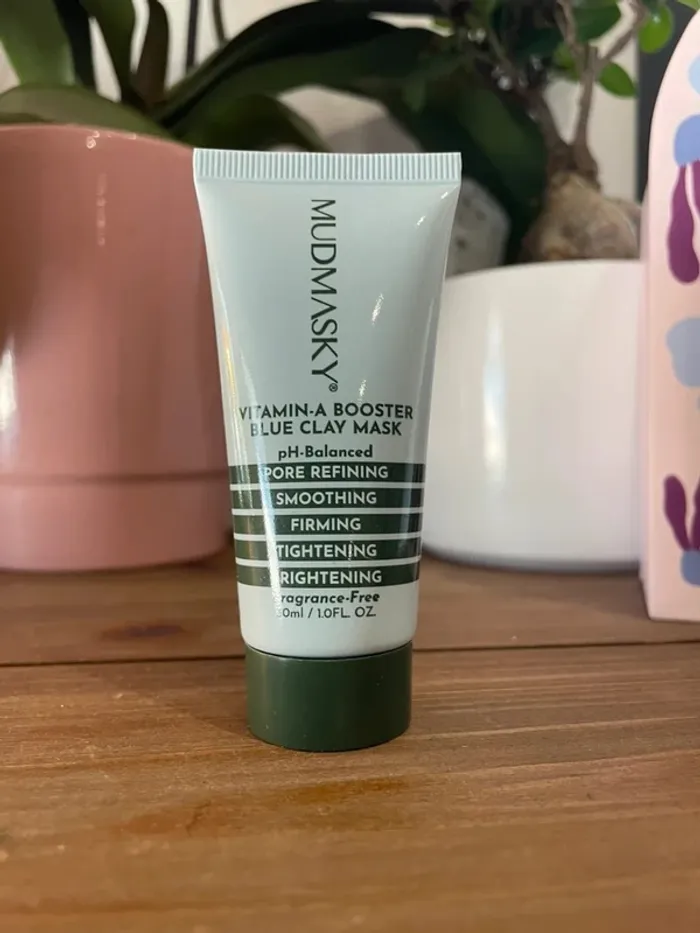 MUDMASKY®
VITAMIN-A BOOSTER
BLUE CLAY MASK
pH-Balanced
PORE REFINING
SMOOTHING
FIRMING
TIGHTENING
BRIGHTENING
Fragrance-Free
30ml / 1.0FL. OZ.